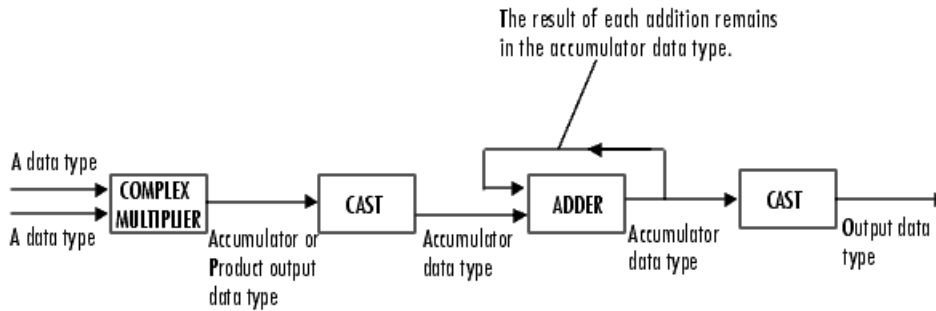 The result of each addition remains
in the accumulator data type.
A data type
A data type
COMPLEX
MULTIPLIER
Accumulator or
Product output
data type
CAST
Accumulator
data type
ADDER
Accumulator
data type
CAST
Output data
type